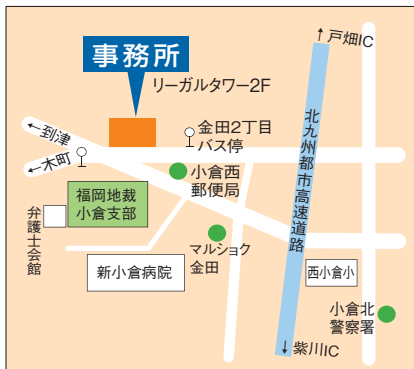 ↑戸畑IC
事務所
リーガルタワー2F
←到津
金田2丁目
バス停
北九州都市高速道路
←木町
小倉西
郵便局
福岡地裁
小倉支部
弁護士会館
マルショク
金田
新小倉病院
西小倉小
小倉北
警察署
↓紫川IC